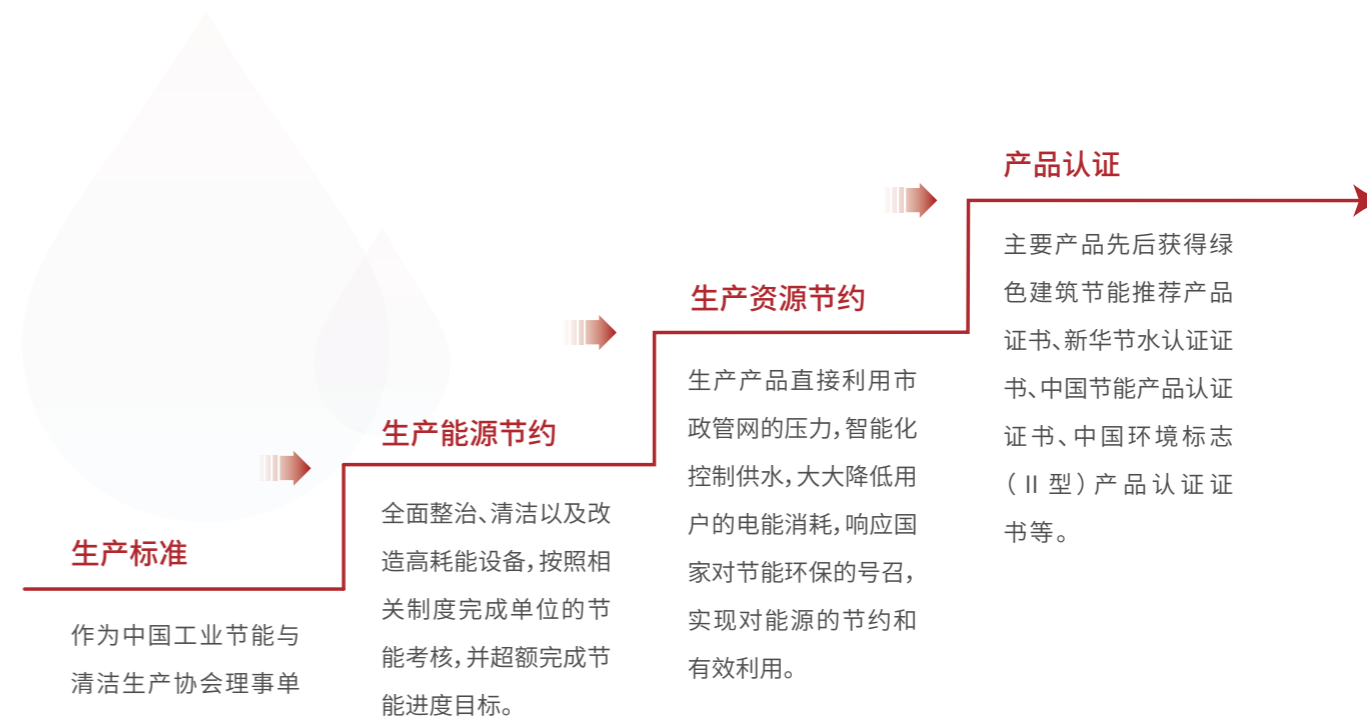 生产标准
作为中国工业节能与
清洁生产协会理事单
生产能源节约
全面整治、清洁以及改
造高耗能设备，按照相
关制度完成单位的节
能考核，并超额完成节
能进度目标。
生产资源节约
生产产品直接利用市
政管网的压力，智能化
控制供水，大大降低用
户的电能消耗，响应国
家对节能环保的号召，
实现对能源的节约和
有效利用。
产品认证
主要产品先后获得绿
色建筑节能推荐产品
证书、新华节水认证证
书、中国节能产品认证
证书、中国环境标志
（II型）产品认证证
书等。